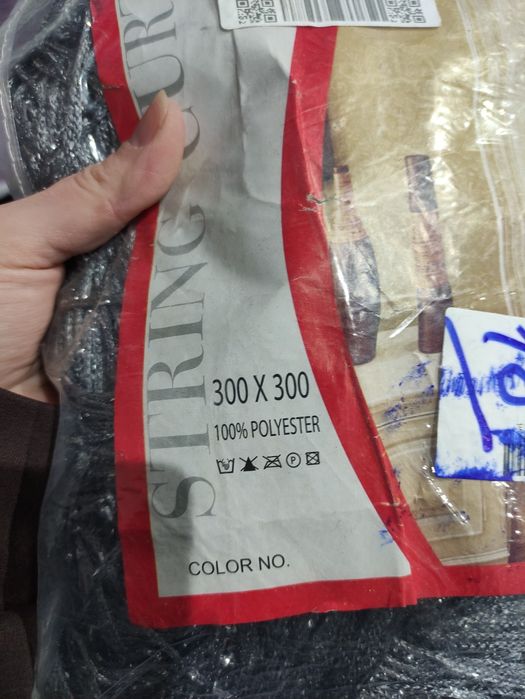 STRING CUR
300 X 300
100% POLYESTER
P
COLOR NO.